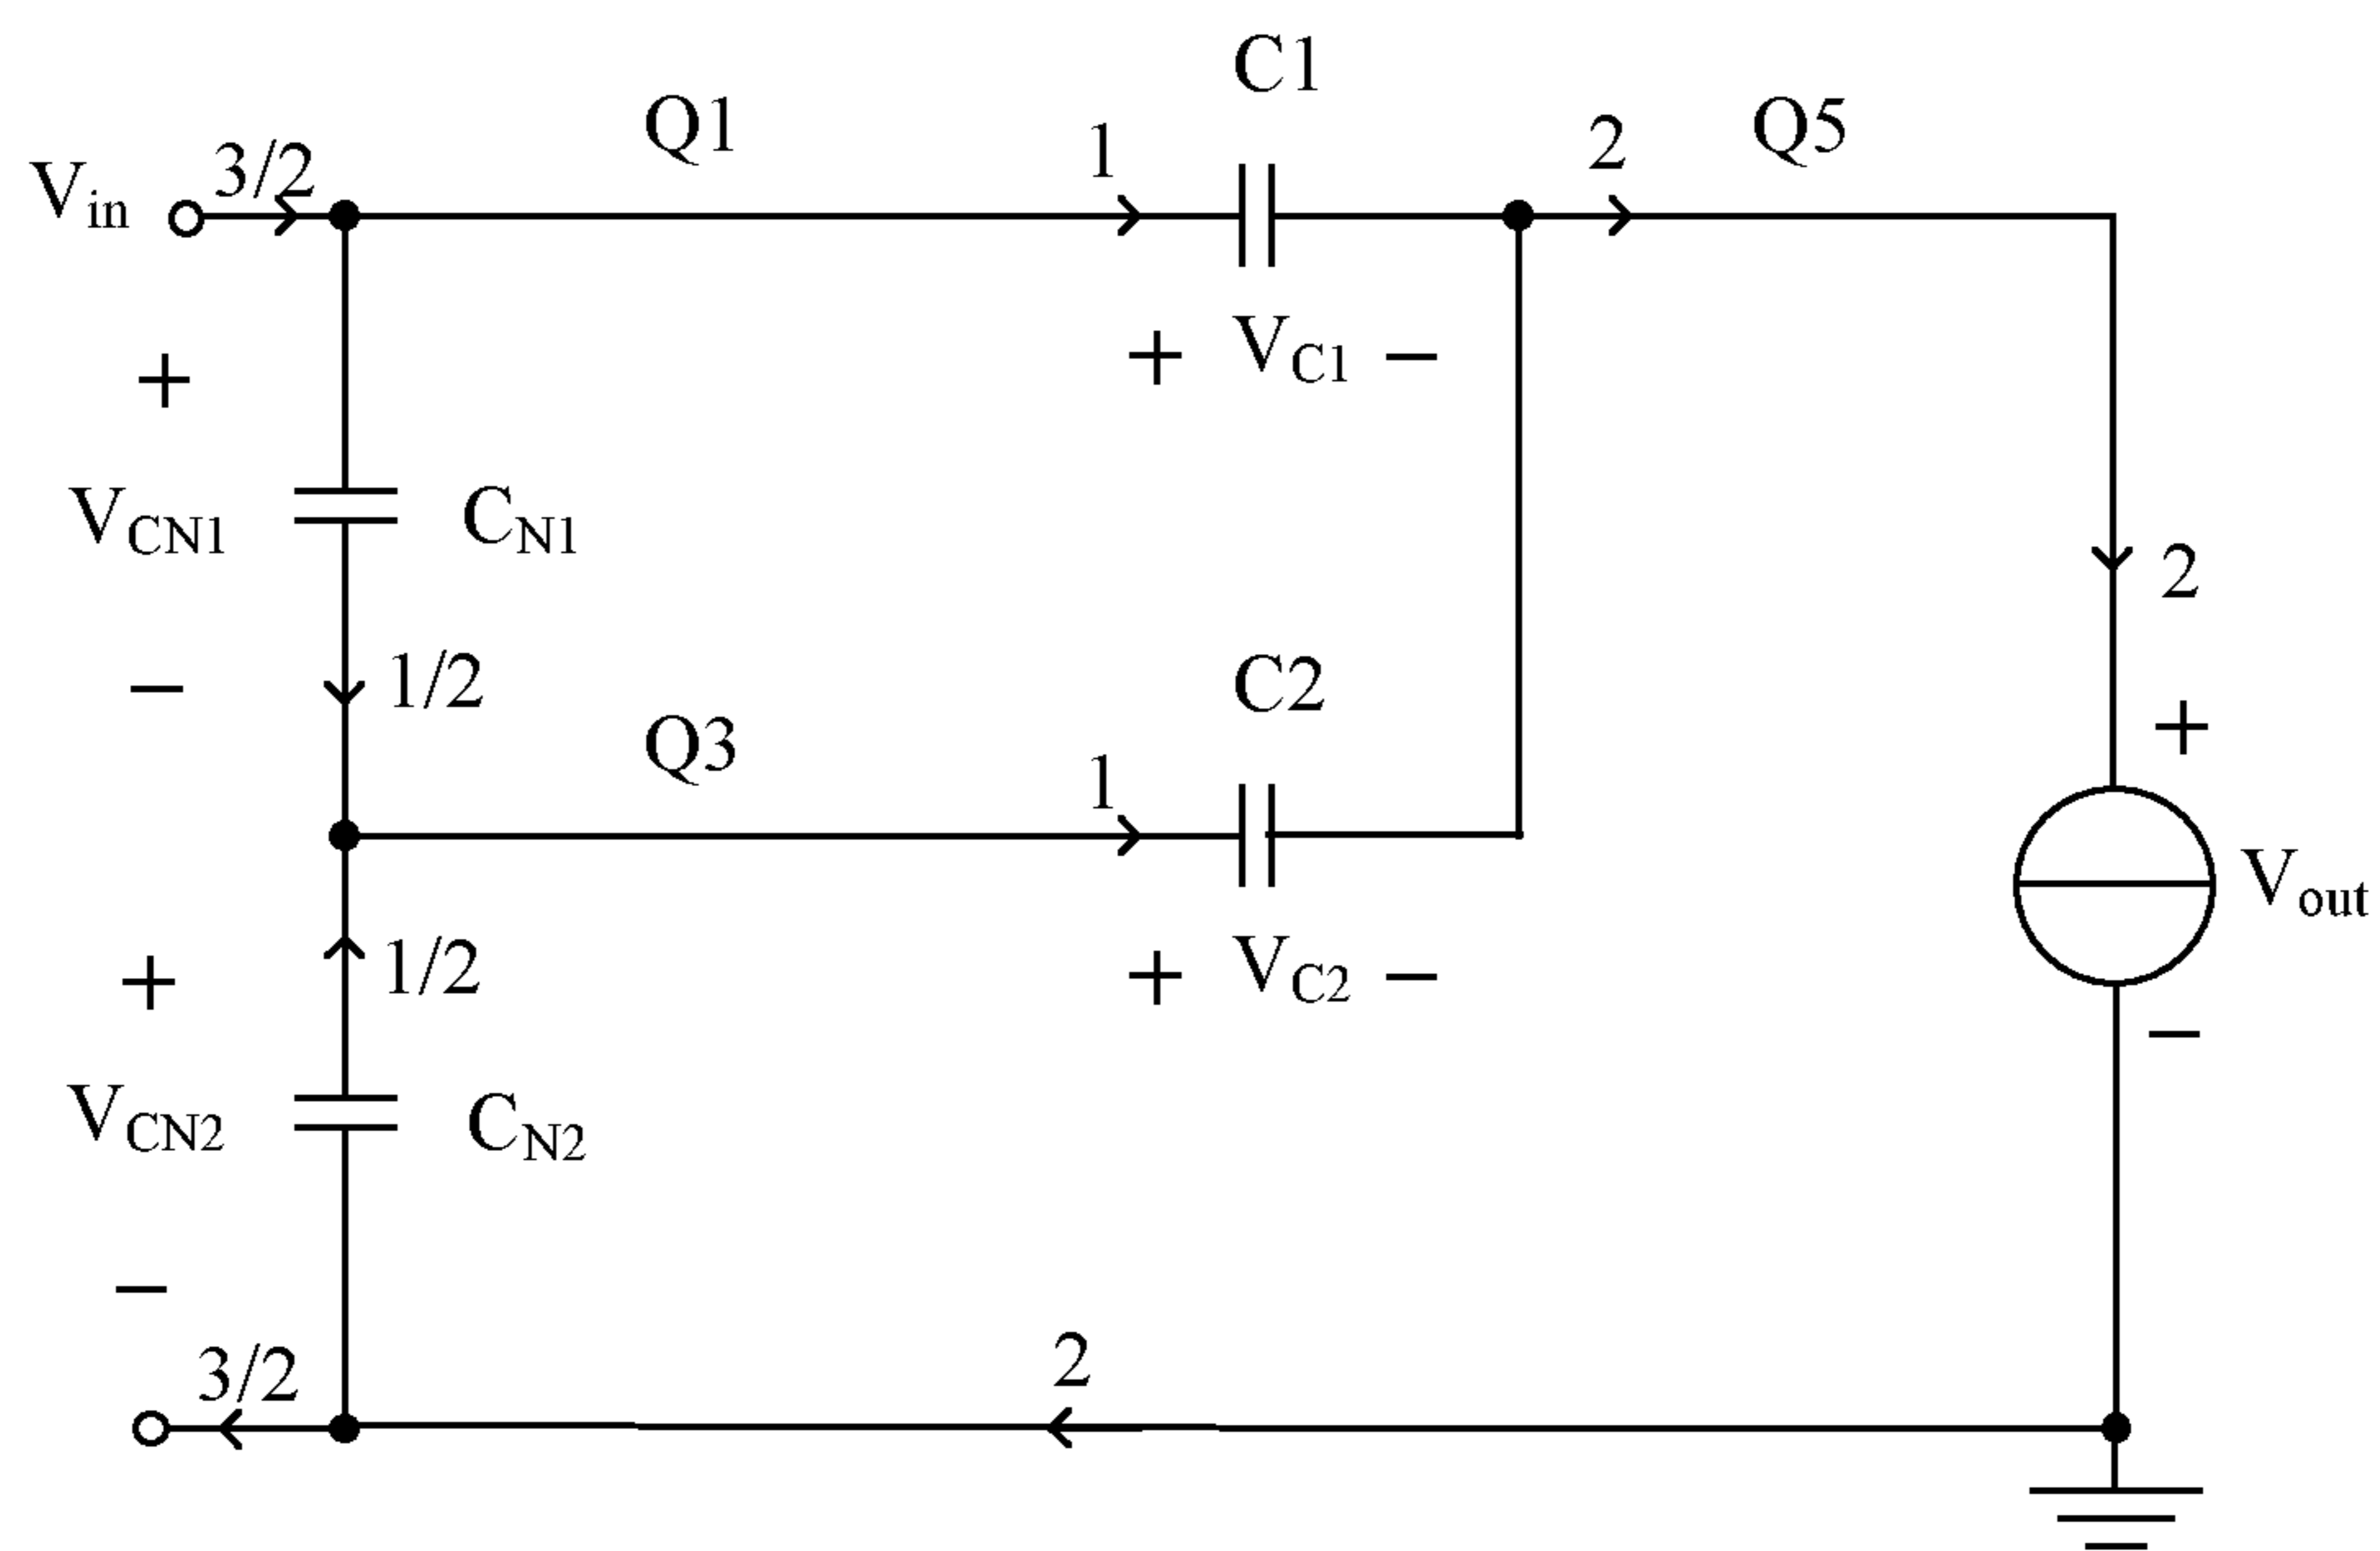 C1
Q1
1
2
Q5
Vin
3/2
+ VC1 −
+
VCN1
CN1
−
1/2
2
Q3
C2
1
+
Vout
+
1/2
+ VC2 −
−
VCN2
CN2
−
3/2
2